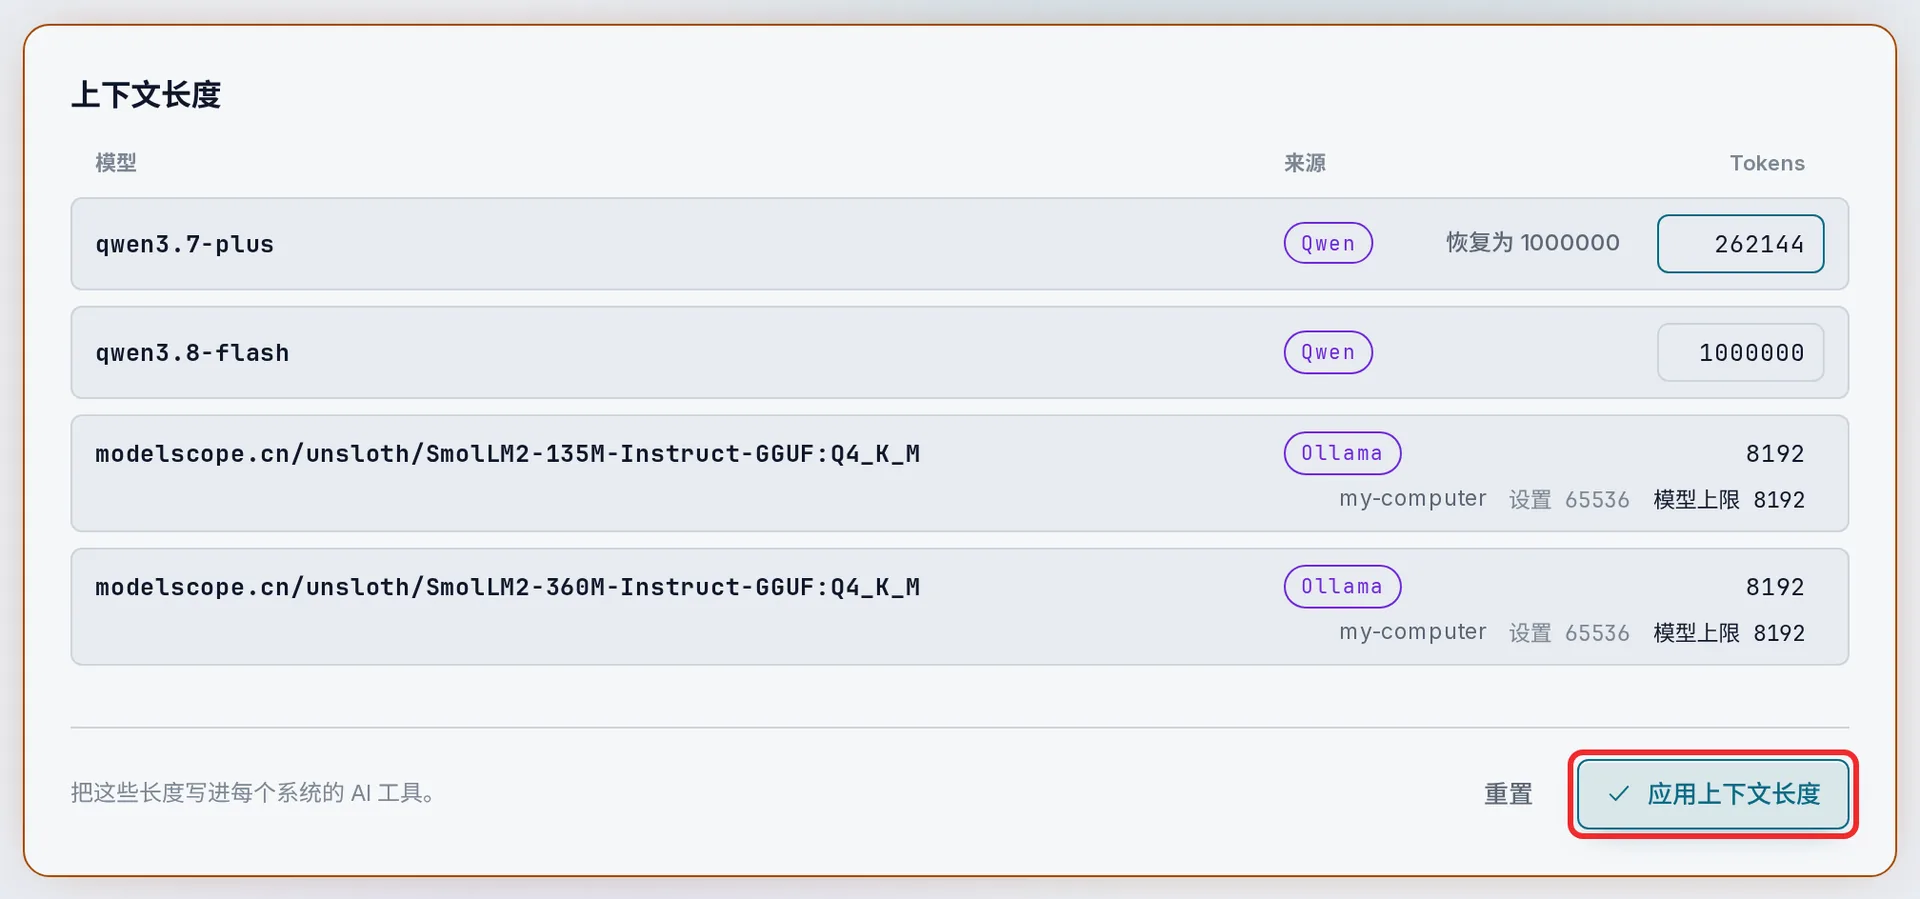 上下文长度
模型 来源 Tokens
qwen3.7-plus Qwen 恢复为 1000000 262144
qwen3.8-flash Qwen 1000000
modelscope.cn/unsloth/SmolLM2-135M-Instruct-GGUF:Q4_K_M Ollama 8192
my-computer 设置 65536 模型上限 8192
modelscope.cn/unsloth/SmolLM2-360M-Instruct-GGUF:Q4_K_M Ollama 8192
my-computer 设置 65536 模型上限 8192
把这些长度写进每个系统的 AI 工具。 重置 应用上下文长度